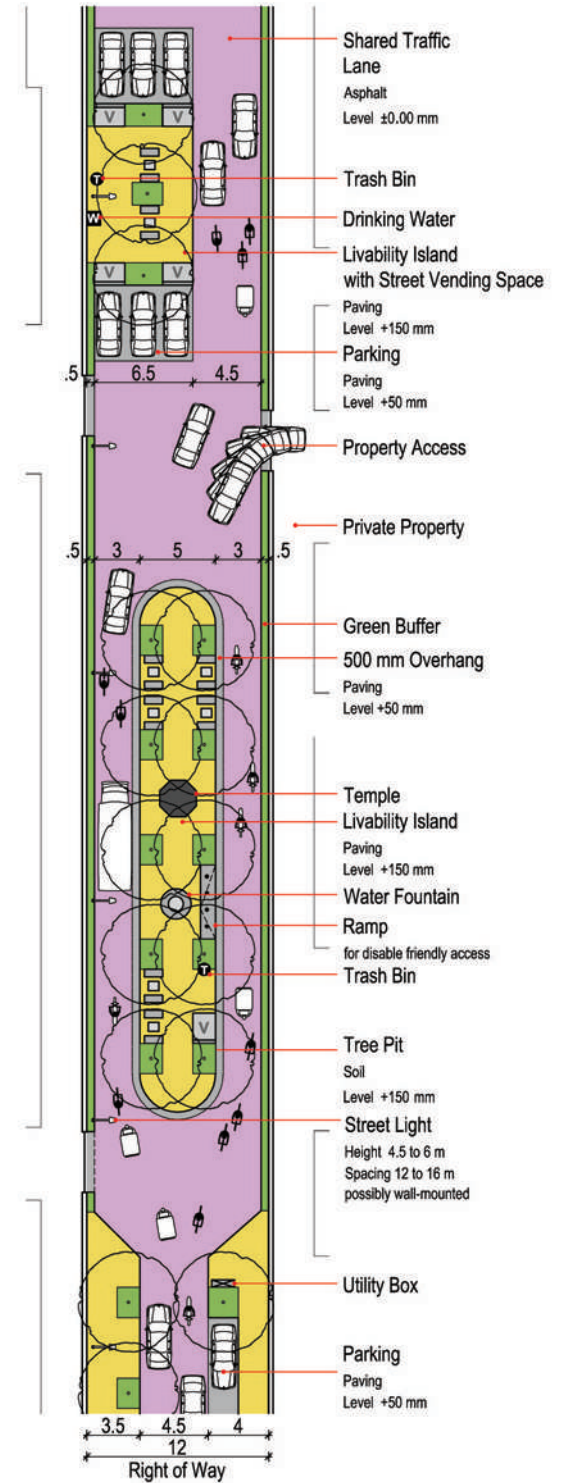 Shared Traffic
Lane
Asphalt
Level ±0.00 mm
V
V
T
Trash Bin
W
Drinking Water
Livability Island
with Street Vending Space
V
V
Paving
Level +150 mm
Parking
Paving
Level +50 mm
.5
6.5
4.5
Property Access
Private Property
.5
3
5
3
.5
Green Buffer
500 mm Overhang
Paving
Level +50 mm
Temple
Livability Island
Paving
Level +150 mm
Water Fountain
Ramp
for disable friendly access
T
Trash Bin
V
Tree Pit
Soil
Level +150 mm
Street Light
Height 4.5 to 6 m
Spacing 12 to 16 m
possibly wall-mounted
Utility Box
Parking
Paving
Level +50 mm
3.5
4.5
4
12
Right of Way